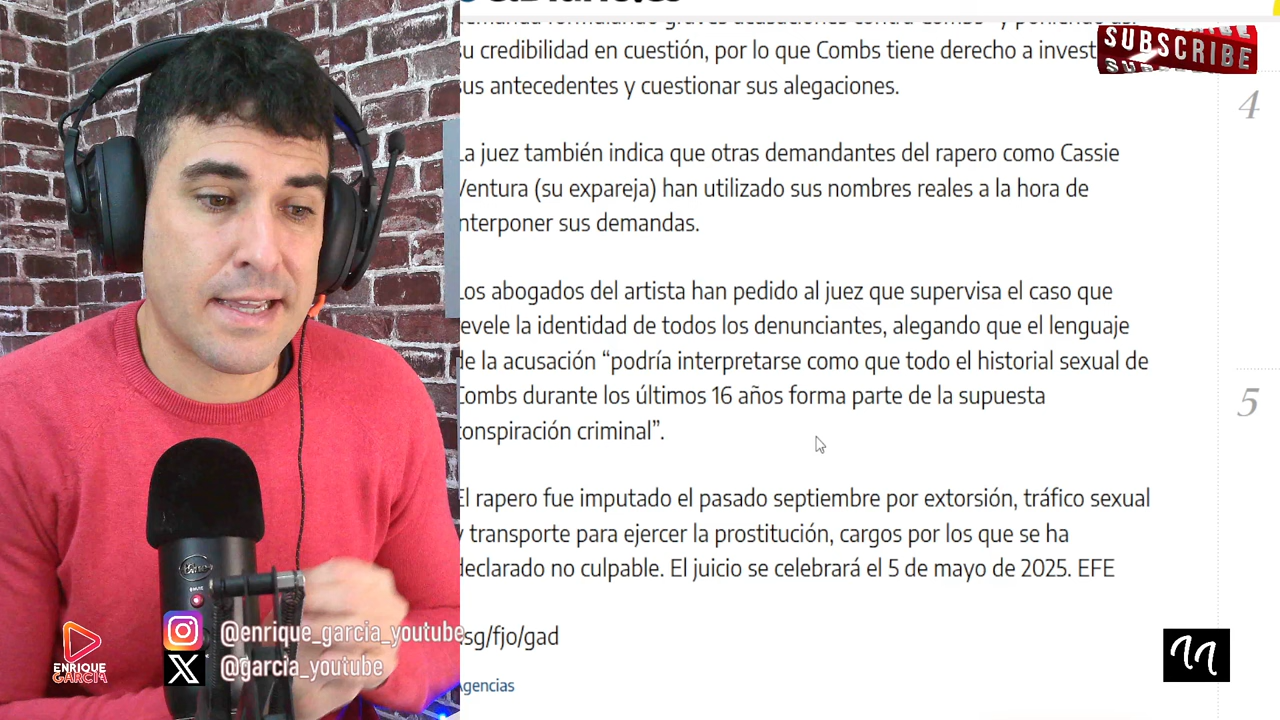 su credibilidad en cuestión, por lo que Combs tiene derecho a invest
sus antecedentes y cuestionar sus alegaciones.
La juez también indica que otras demandantes del rapero como Cassie
Ventura (su expareja) han utilizado sus nombres reales a la hora de
nterponer sus demandas.
Los abogados del artista han pedido al juez que supervisa el caso que
evele la identidad de todos los denunciantes, alegando que el lenguaje
de la acusación “podría interpretarse como que todo el historial sexual de
Combs durante los últimos 16 años forma parte de la supuesta
conspiración criminal”.
El rapero fue imputado el pasado septiembre por extorsión, tráfico sexual
y transporte para ejercer la prostitución, cargos por los que se ha
declarado no culpable. El juicio se celebrará el 5 de mayo de 2025. EFE
sg/fjo/gad
Agencias
SUBSCRIBE
4
5
@enrique_garcia_youtube
@garcia_youtube
ENRIQUE
GARCIA